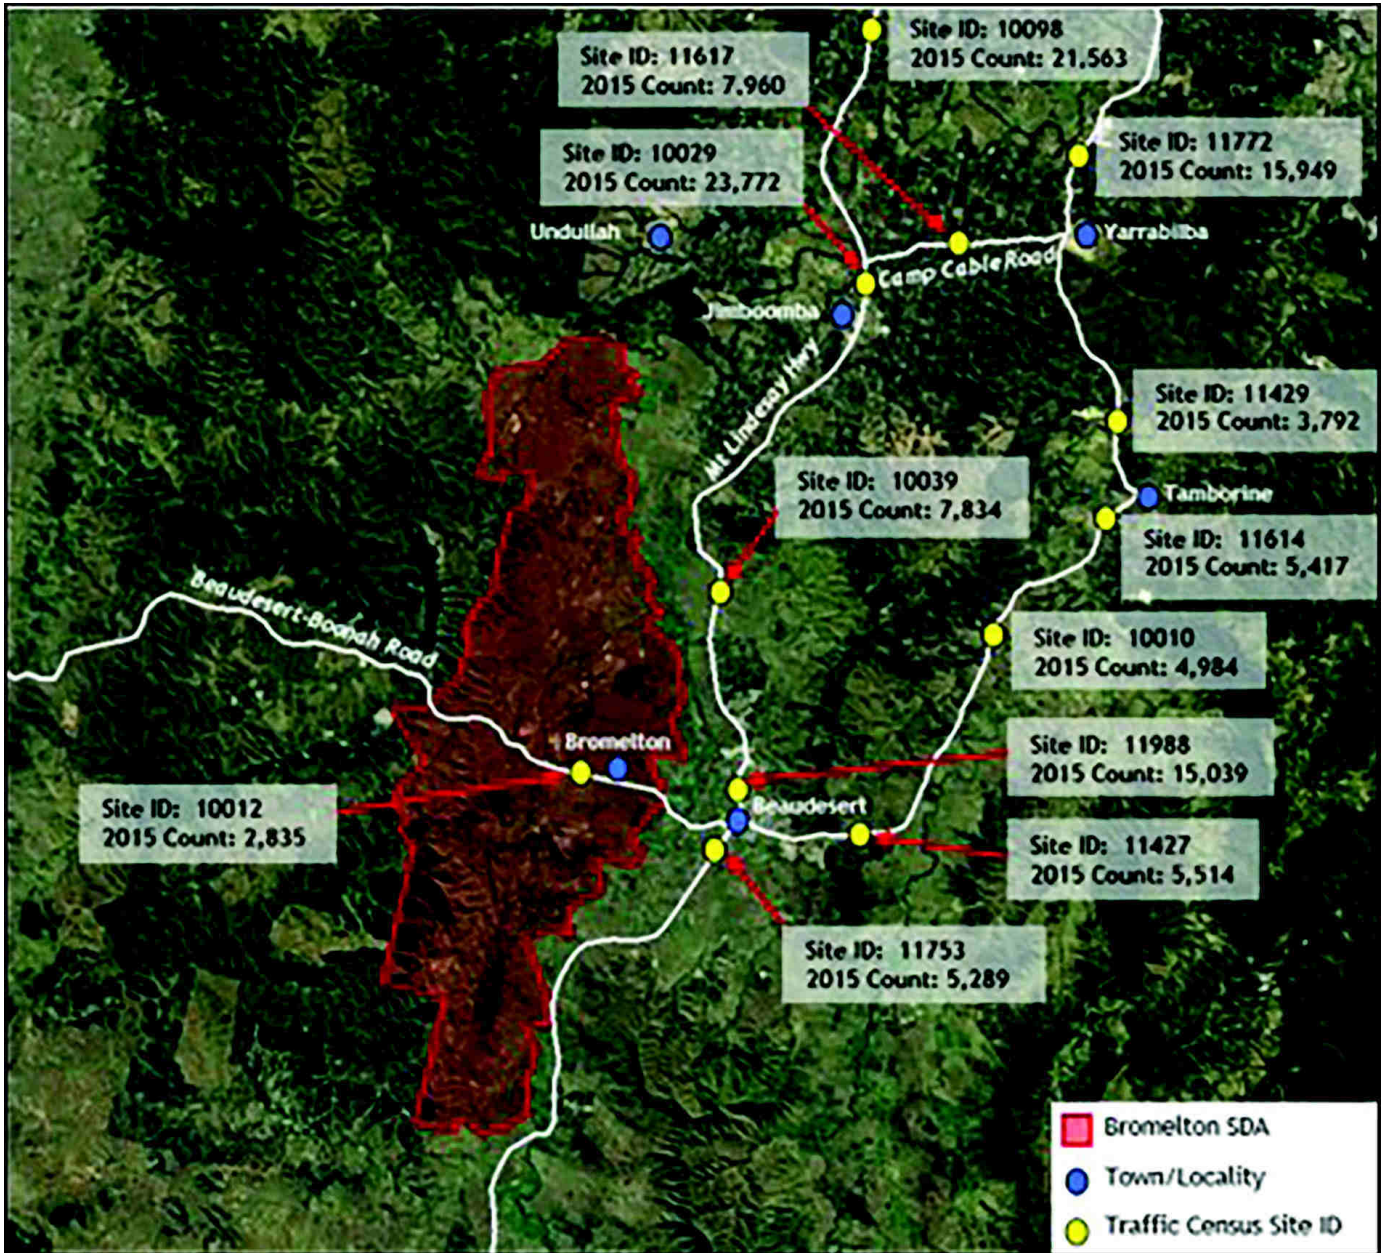 Site ID: 10098
2015 Count: 21,563
Site ID: 11617
2015 Count: 7,960
Site ID: 11772
2015 Count: 15,949
Site ID: 10029
2015 Count: 23,772
Undullah
Yarrabilba
Camp Cable Road
Jimboomba
Mt Lindesay Hwy
Site ID: 11429
2015 Count: 3,792
Site ID: 10039
2015 Count: 7,834
Tamborine
Site ID: 11614
2015 Count: 5,417
Beaudesert-Boonah Road
Site ID: 10010
2015 Count: 4,984
Bromelton
Site ID: 11988
2015 Count: 15,039
Site ID: 10012
2015 Count: 2,835
Beaudesert
Site ID: 11427
2015 Count: 5,514
Site ID: 11753
2015 Count: 5,289
Bromelton SDA
Town/Locality
Traffic Census Site ID